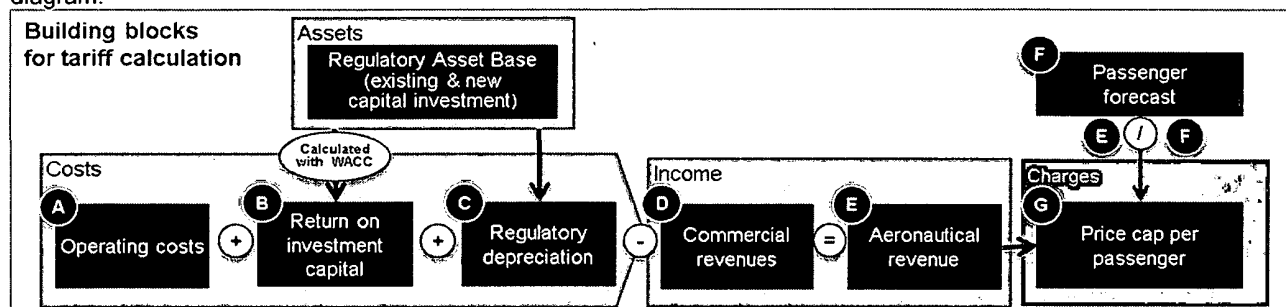 diagram.
Building blocks
for tariff calculation
Assets
Regulatory Asset Base
(existing & new
capital investment)
F
Passenger
forecast
E / F
Calculated
with WACC
Costs
A
Operating costs
+
B
Return on
investment
capital
+
C
Regulatory
depreciation
-
Income
D
Commercial
revenues
=
E
Aeronautical
revenue
Charges
G
Price cap per
passenger